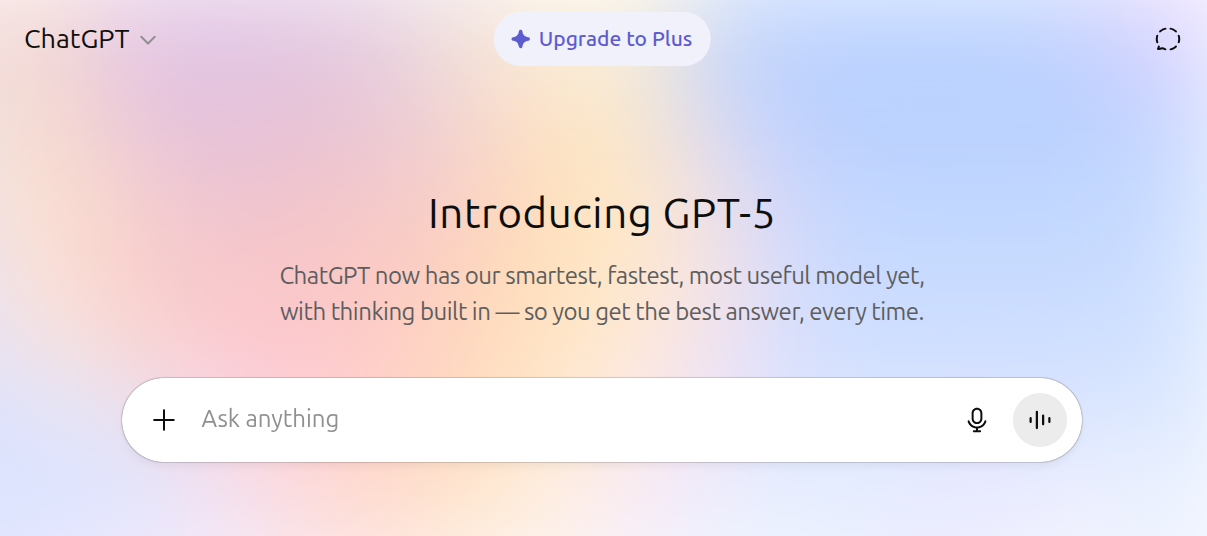 ChatGPT
Upgrade to Plus
Introducing GPT-5
ChatGPT now has our smartest, fastest, most useful model yet,
with thinking built in — so you get the best answer, every time.
Ask anything